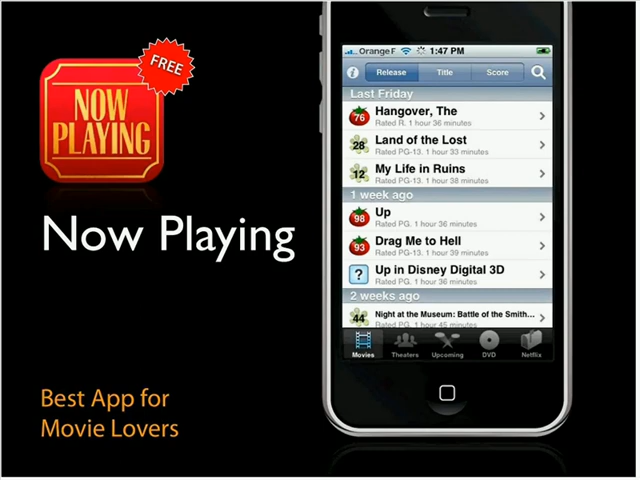 FREE
NOW
PLAYING
Now Playing
Best App for
Movie Lovers
Orange F 1:47 PM
i Release Title Score
Last Friday
76 Hangover, The
Rated R. 1 hour 36 minutes
28 Land of the Lost
Rated PG-13. 1 hour 33 minutes
12 My Life in Ruins
Rated PG-13. 1 hour 38 minutes
1 week ago
98 Up
Rated PG. 1 hour 36 minutes
93 Drag Me to Hell
Rated PG-13. 1 hour 39 minutes
? Up in Disney Digital 3D
Rated PG. 1 hour 36 minutes
2 weeks ago
44 Night at the Museum: Battle of the Smith...
Rated PG. 1 hour 45 minutes
Movies Theaters Upcoming DVD Netflix